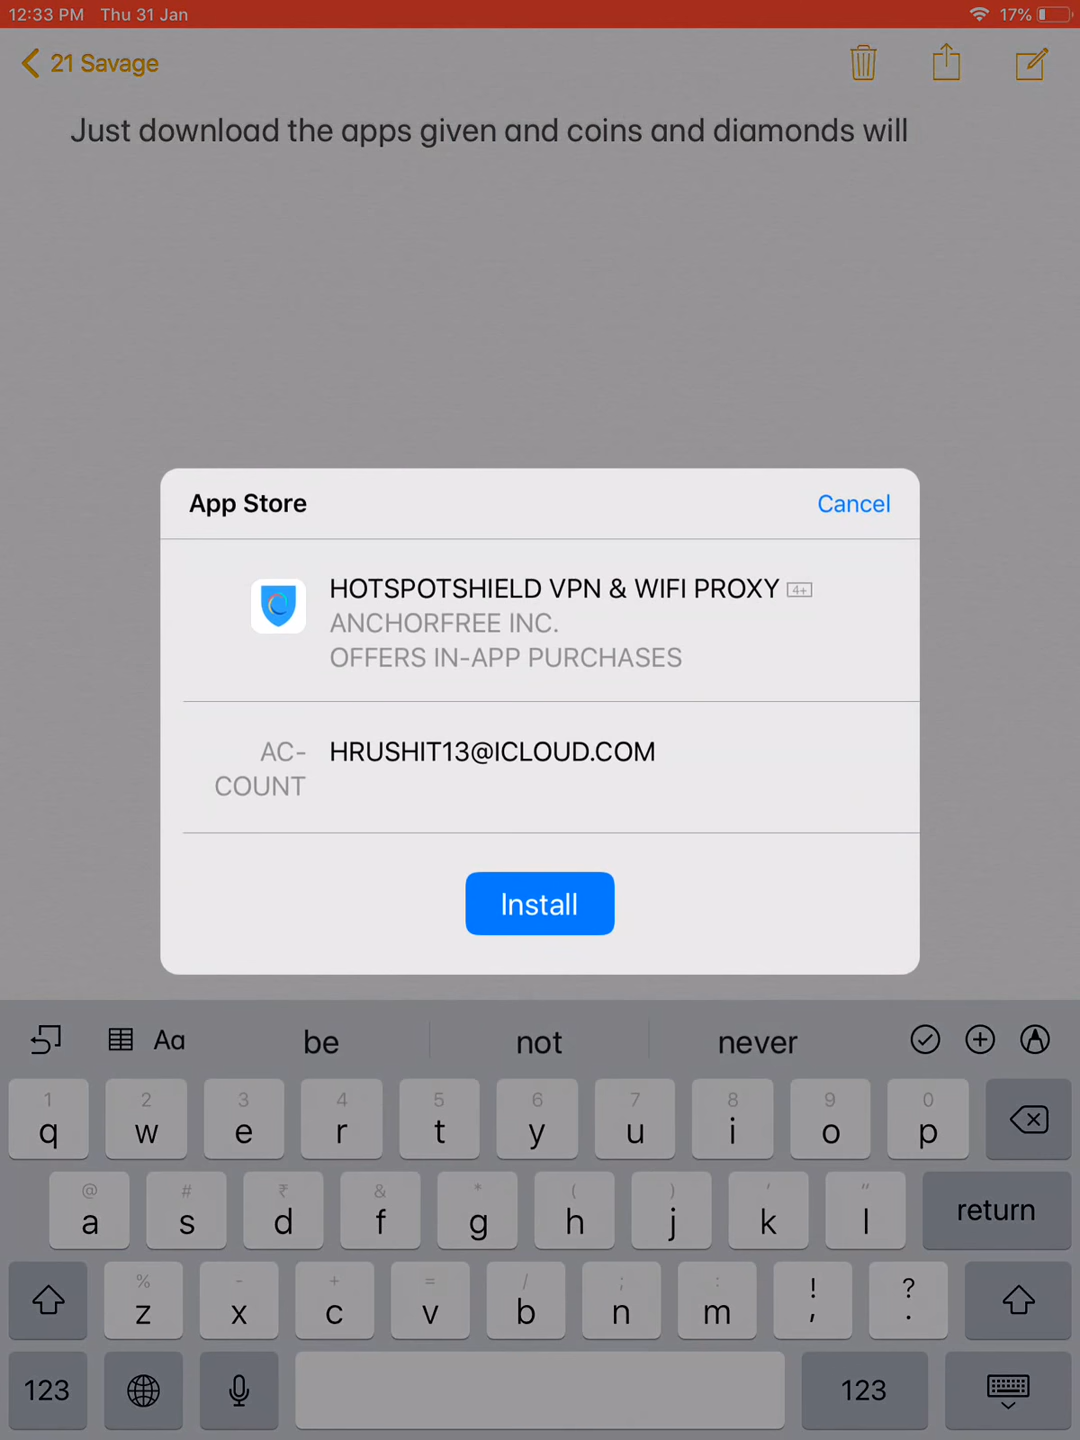 12:33 PM Thu 31 Jan 17%
21 Savage
Just download the apps given and coins and diamonds will
App Store Cancel
HOTSPOTSHIELD VPN & WIFI PROXY 4+
ANCHORFREE INC.
OFFERS IN-APP PURCHASES
AC-
COUNT
HRUSHIT13@ICLOUD.COM
Install
Aa be not never
1 2 3 4 5 6 7 8 9 0
q w e r t y u i o p
@ # ₹ & * ( ) ' "
a s d f g h j k l return
% - + = / ; : ! ?
z x c v b n m , .
123 123